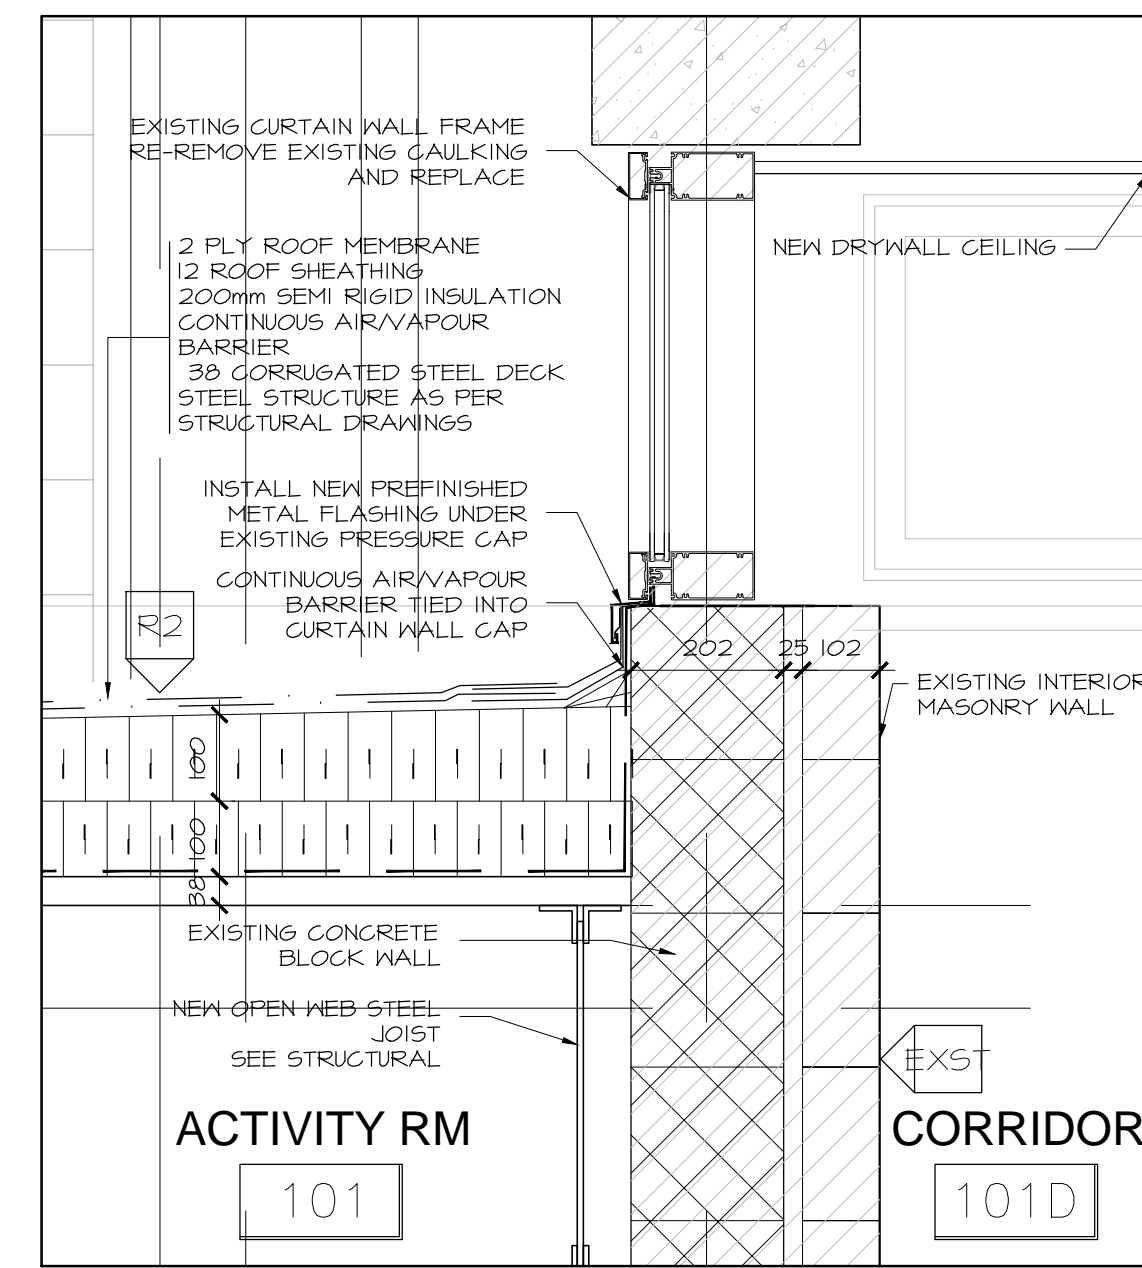 EXISTING CURTAIN WALL FRAME
RE-REMOVE EXISTING CAULKING
AND REPLACE
NEW DRYWALL CEILING
2 PLY ROOF MEMBRANE
12 ROOF SHEATHING
200mm SEMI RIGID INSULATION
CONTINUOUS AIR/VAPOUR
BARRIER
38 CORRUGATED STEEL DECK
STEEL STRUCTURE AS PER
STRUCTURAL DRAWINGS
INSTALL NEW PREFINISHED
METAL FLASHING UNDER
EXISTING PRESSURE CAP
CONTINUOUS AIR/VAPOUR
BARRIER TIED INTO
CURTAIN WALL CAP
R2
202 25 102
EXISTING INTERIOR
MASONRY WALL
100
100
38
EXISTING CONCRETE
BLOCK WALL
NEW OPEN WEB STEEL
JOIST
SEE STRUCTURAL
EXST
ACTIVITY RM
101
CORRIDOR
101D